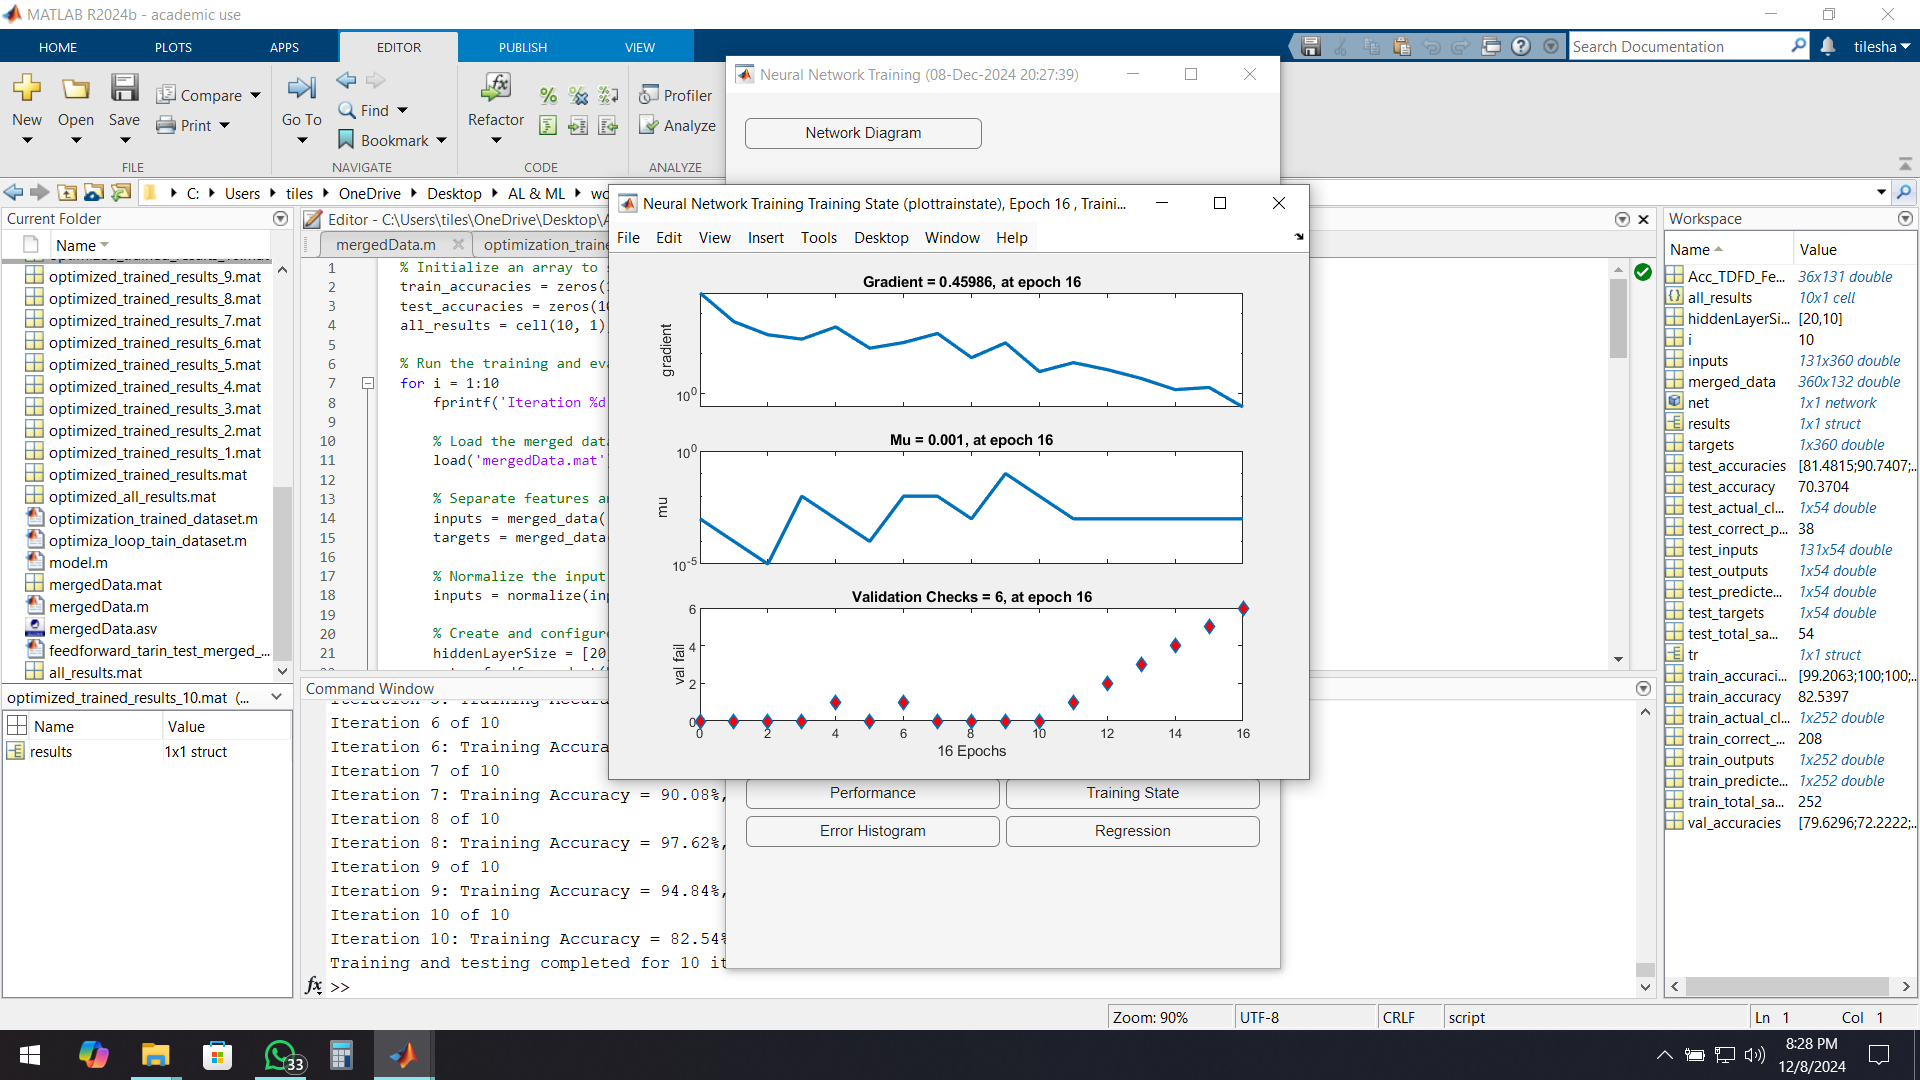 MATLAB R2024b - academic use
HOME PLOTS APPS EDITOR PUBLISH VIEW
Search Documentation
tilesha
New
Open
Save
Compare
Print
FILE
Go To
Find
Bookmark
NAVIGATE
Refactor
CODE
Profiler
Analyze
ANALYZE
C: Users tiles OneDrive Desktop AL & ML
Current Folder
Name
optimized_trained_results_9.mat
optimized_trained_results_8.mat
optimized_trained_results_7.mat
optimized_trained_results_6.mat
optimized_trained_results_5.mat
optimized_trained_results_4.mat
optimized_trained_results_3.mat
optimized_trained_results_2.mat
optimized_trained_results_1.mat
optimized_trained_results.mat
optimized_all_results.mat
optimization_trained_dataset.m
optimiza_loop_tain_dataset.m
model.m
mergedData.mat
mergedData.m
mergedData.asv
feedforward_tarin_test_merged_...
all_results.mat
optimized_trained_results_10.mat (...
Name Value
results 1x1 struct
Editor - C:\Users\tiles\OneDrive\Desktop\A
mergedData.m optimization_traine
1 % Initialize an array to s
2 train_accuracies = zeros(
3 test_accuracies = zeros(10
4 all_results = cell(10, 1)
5
6 % Run the training and eva
7 for i = 1:10
8 fprintf('Iteration %d
9
10 % Load the merged data
11 load('mergedData.mat'
12
13 % Separate features an
14 inputs = merged_data(
15 targets = merged_data(
16
17 % Normalize the input
18 inputs = normalize(inp
19
20 % Create and configure
21 hiddenLayerSize = [20,
Command Window
Iteration 6 of 10
Iteration 6: Training Accura
Iteration 7 of 10
Iteration 7: Training Accuracy = 90.08%,
Iteration 8 of 10
Iteration 8: Training Accuracy = 97.62%,
Iteration 9 of 10
Iteration 9: Training Accuracy = 94.84%,
Iteration 10 of 10
Iteration 10: Training Accuracy = 82.54%
Training and testing completed for 10 it
fx >>
Neural Network Training (08-Dec-2024 20:27:39)
Network Diagram
Neural Network Training Training State (plottrainstate), Epoch 16 , Traini...
File Edit View Insert Tools Desktop Window Help
Gradient = 0.45986, at epoch 16
gradient
10^0
Mu = 0.001, at epoch 16
mu
10^0
10^-5
Validation Checks = 6, at epoch 16
val fail
6
4
2
0
0 2 4 6 8 10 12 14 16
16 Epochs
Performance Training State
Error Histogram Regression
Workspace
Name Value
Acc_TDFD_Fe... 36x131 double
all_results 10x1 cell
hiddenLayerSi... [20,10]
i 10
inputs 131x360 double
merged_data 360x132 double
net 1x1 network
results 1x1 struct
targets 1x360 double
test_accuracies [81.4815;90.7407;...
test_accuracy 70.3704
test_actual_cl... 1x54 double
test_correct_p... 38
test_inputs 131x54 double
test_outputs 1x54 double
test_predicte... 1x54 double
test_targets 1x54 double
test_total_sa... 54
tr 1x1 struct
train_accuraci... [99.2063;100;100;...
train_accuracy 82.5397
train_actual_cl... 1x252 double
train_correct_... 208
train_outputs 1x252 double
train_predicte... 1x252 double
train_total_sa... 252
val_accuracies [79.6296;72.2222;...
Zoom: 90% UTF-8 CRLF script Ln 1 Col 1
33
8:28 PM
12/8/2024